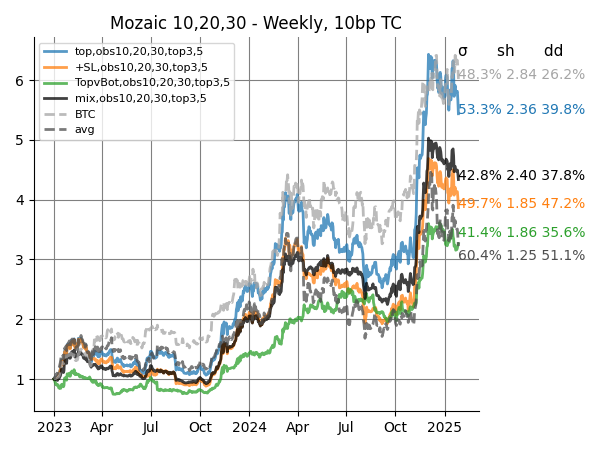 Mozaic 10,20,30 - Weekly, 10bp TC
top,obs10,20,30,top3,5
+SL,obs10,20,30,top3,5
TopvBot,obs10,20,30,top3,5
mix,obs10,20,30,top3,5
BTC
avg
σ sh dd
48.3% 2.84 26.2%
53.3% 2.36 39.8%
42.8% 2.40 37.8%
49.7% 1.85 47.2%
41.4% 1.86 35.6%
60.4% 1.25 51.1%
6
5
4
3
2
1
2023 Apr Jul Oct 2024 Apr Jul Oct 2025